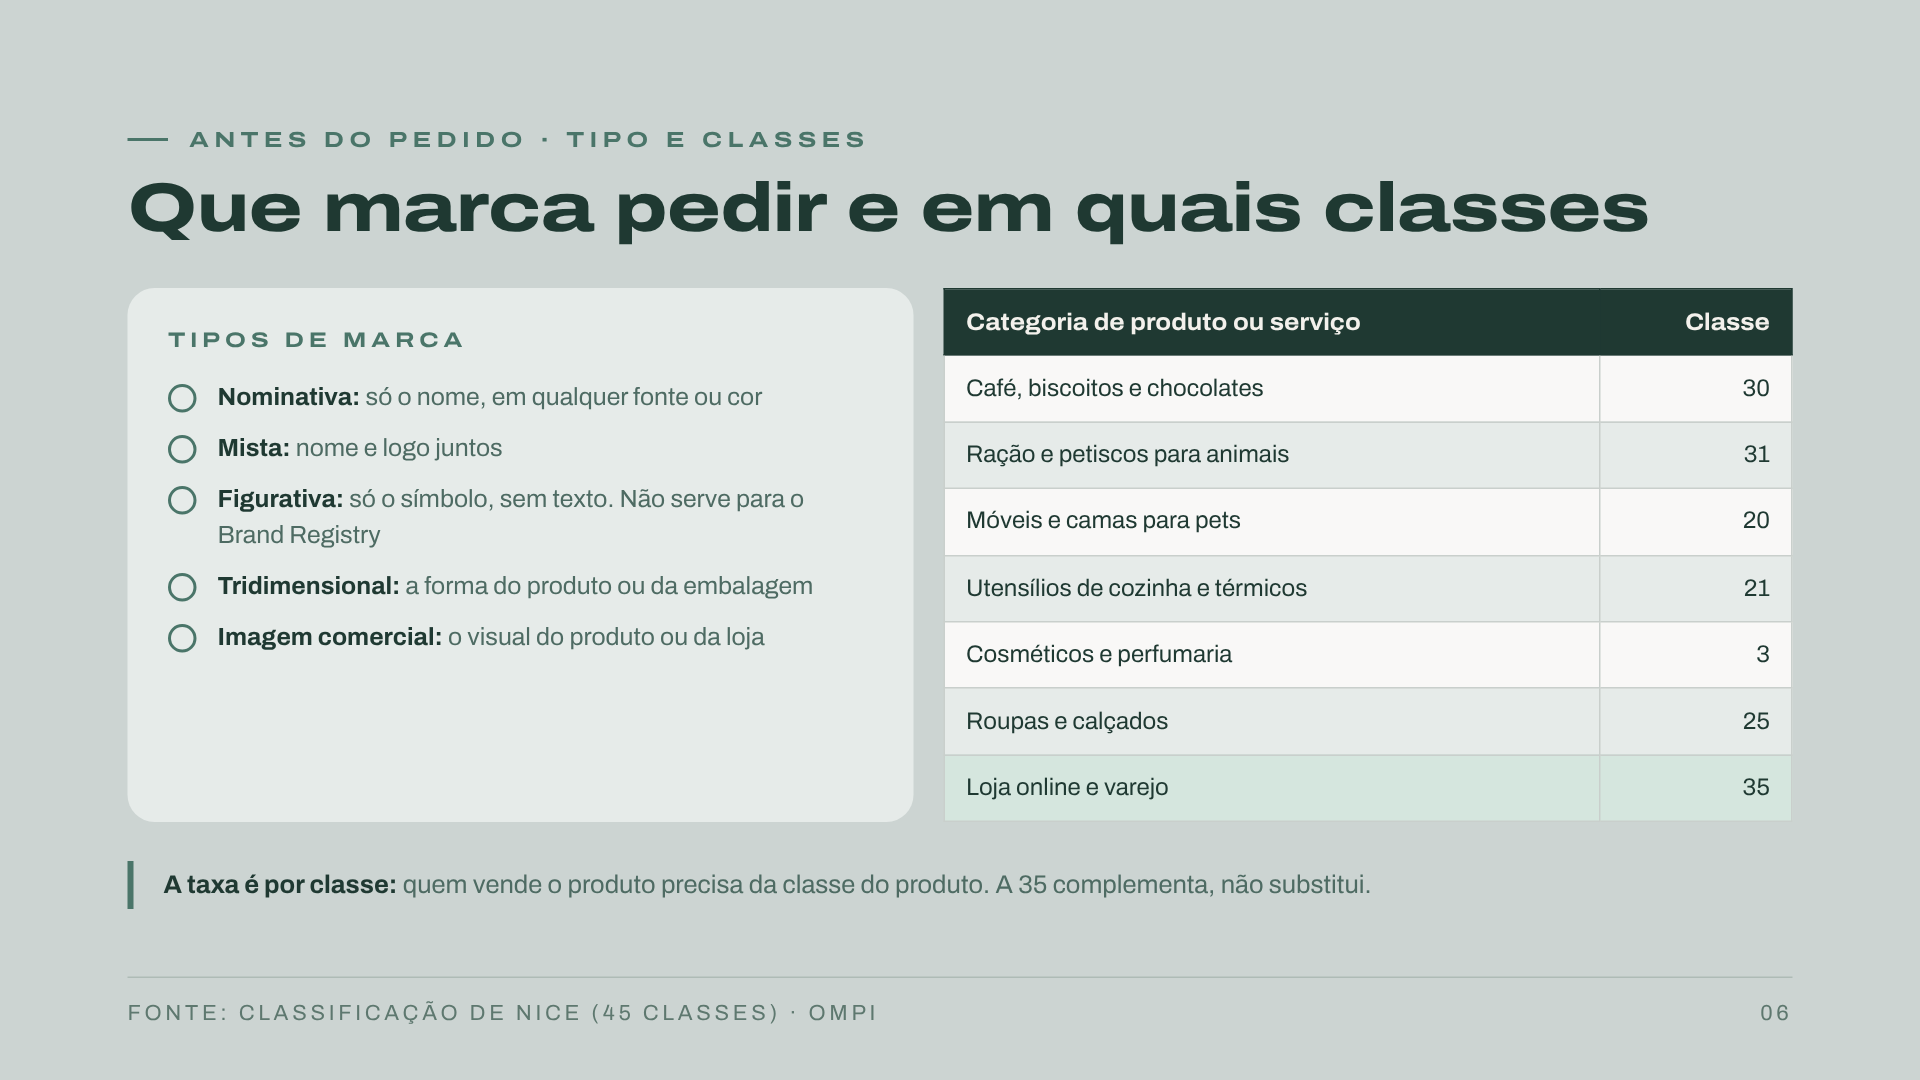 ANTES DO PEDIDO · TIPO E CLASSES
Que marca pedir e em quais classes
TIPOS DE MARCA
Nominativa: só o nome, em qualquer fonte ou cor
Mista: nome e logo juntos
Figurativa: só o símbolo, sem texto. Não serve para o
Brand Registry
Tridimensional: a forma do produto ou da embalagem
Imagem comercial: o visual do produto ou da loja
Categoria de produto ou serviço Classe
Café, biscoitos e chocolates 30
Ração e petiscos para animais 31
Móveis e camas para pets 20
Utensílios de cozinha e térmicos 21
Cosméticos e perfumaria 3
Roupas e calçados 25
Loja online e varejo 35
A taxa é por classe: quem vende o produto precisa da classe do produto. A 35 complementa, não substitui.
FONTE: CLASSIFICAÇÃO DE NICE (45 CLASSES) · OMPI 06